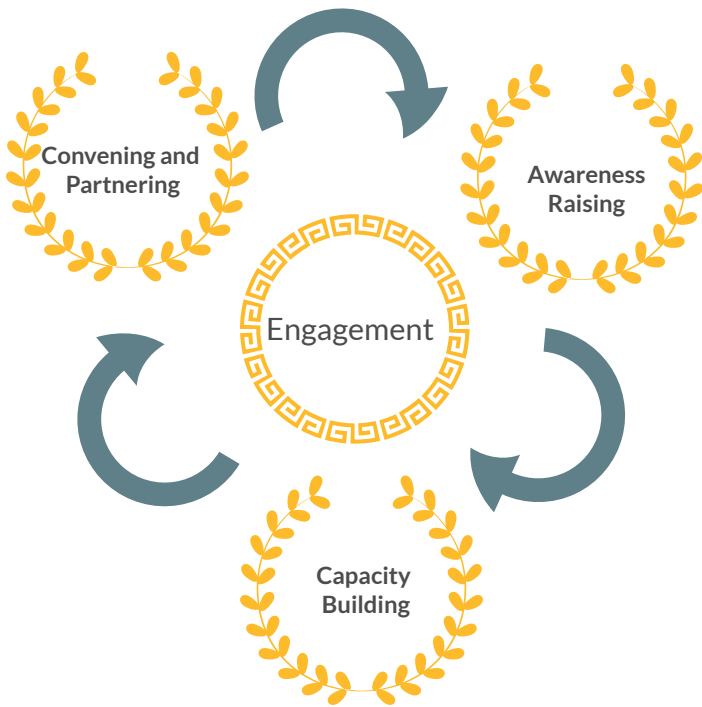 Convening and
Partnering
Awareness
Raising
Engagement
Capacity
Building